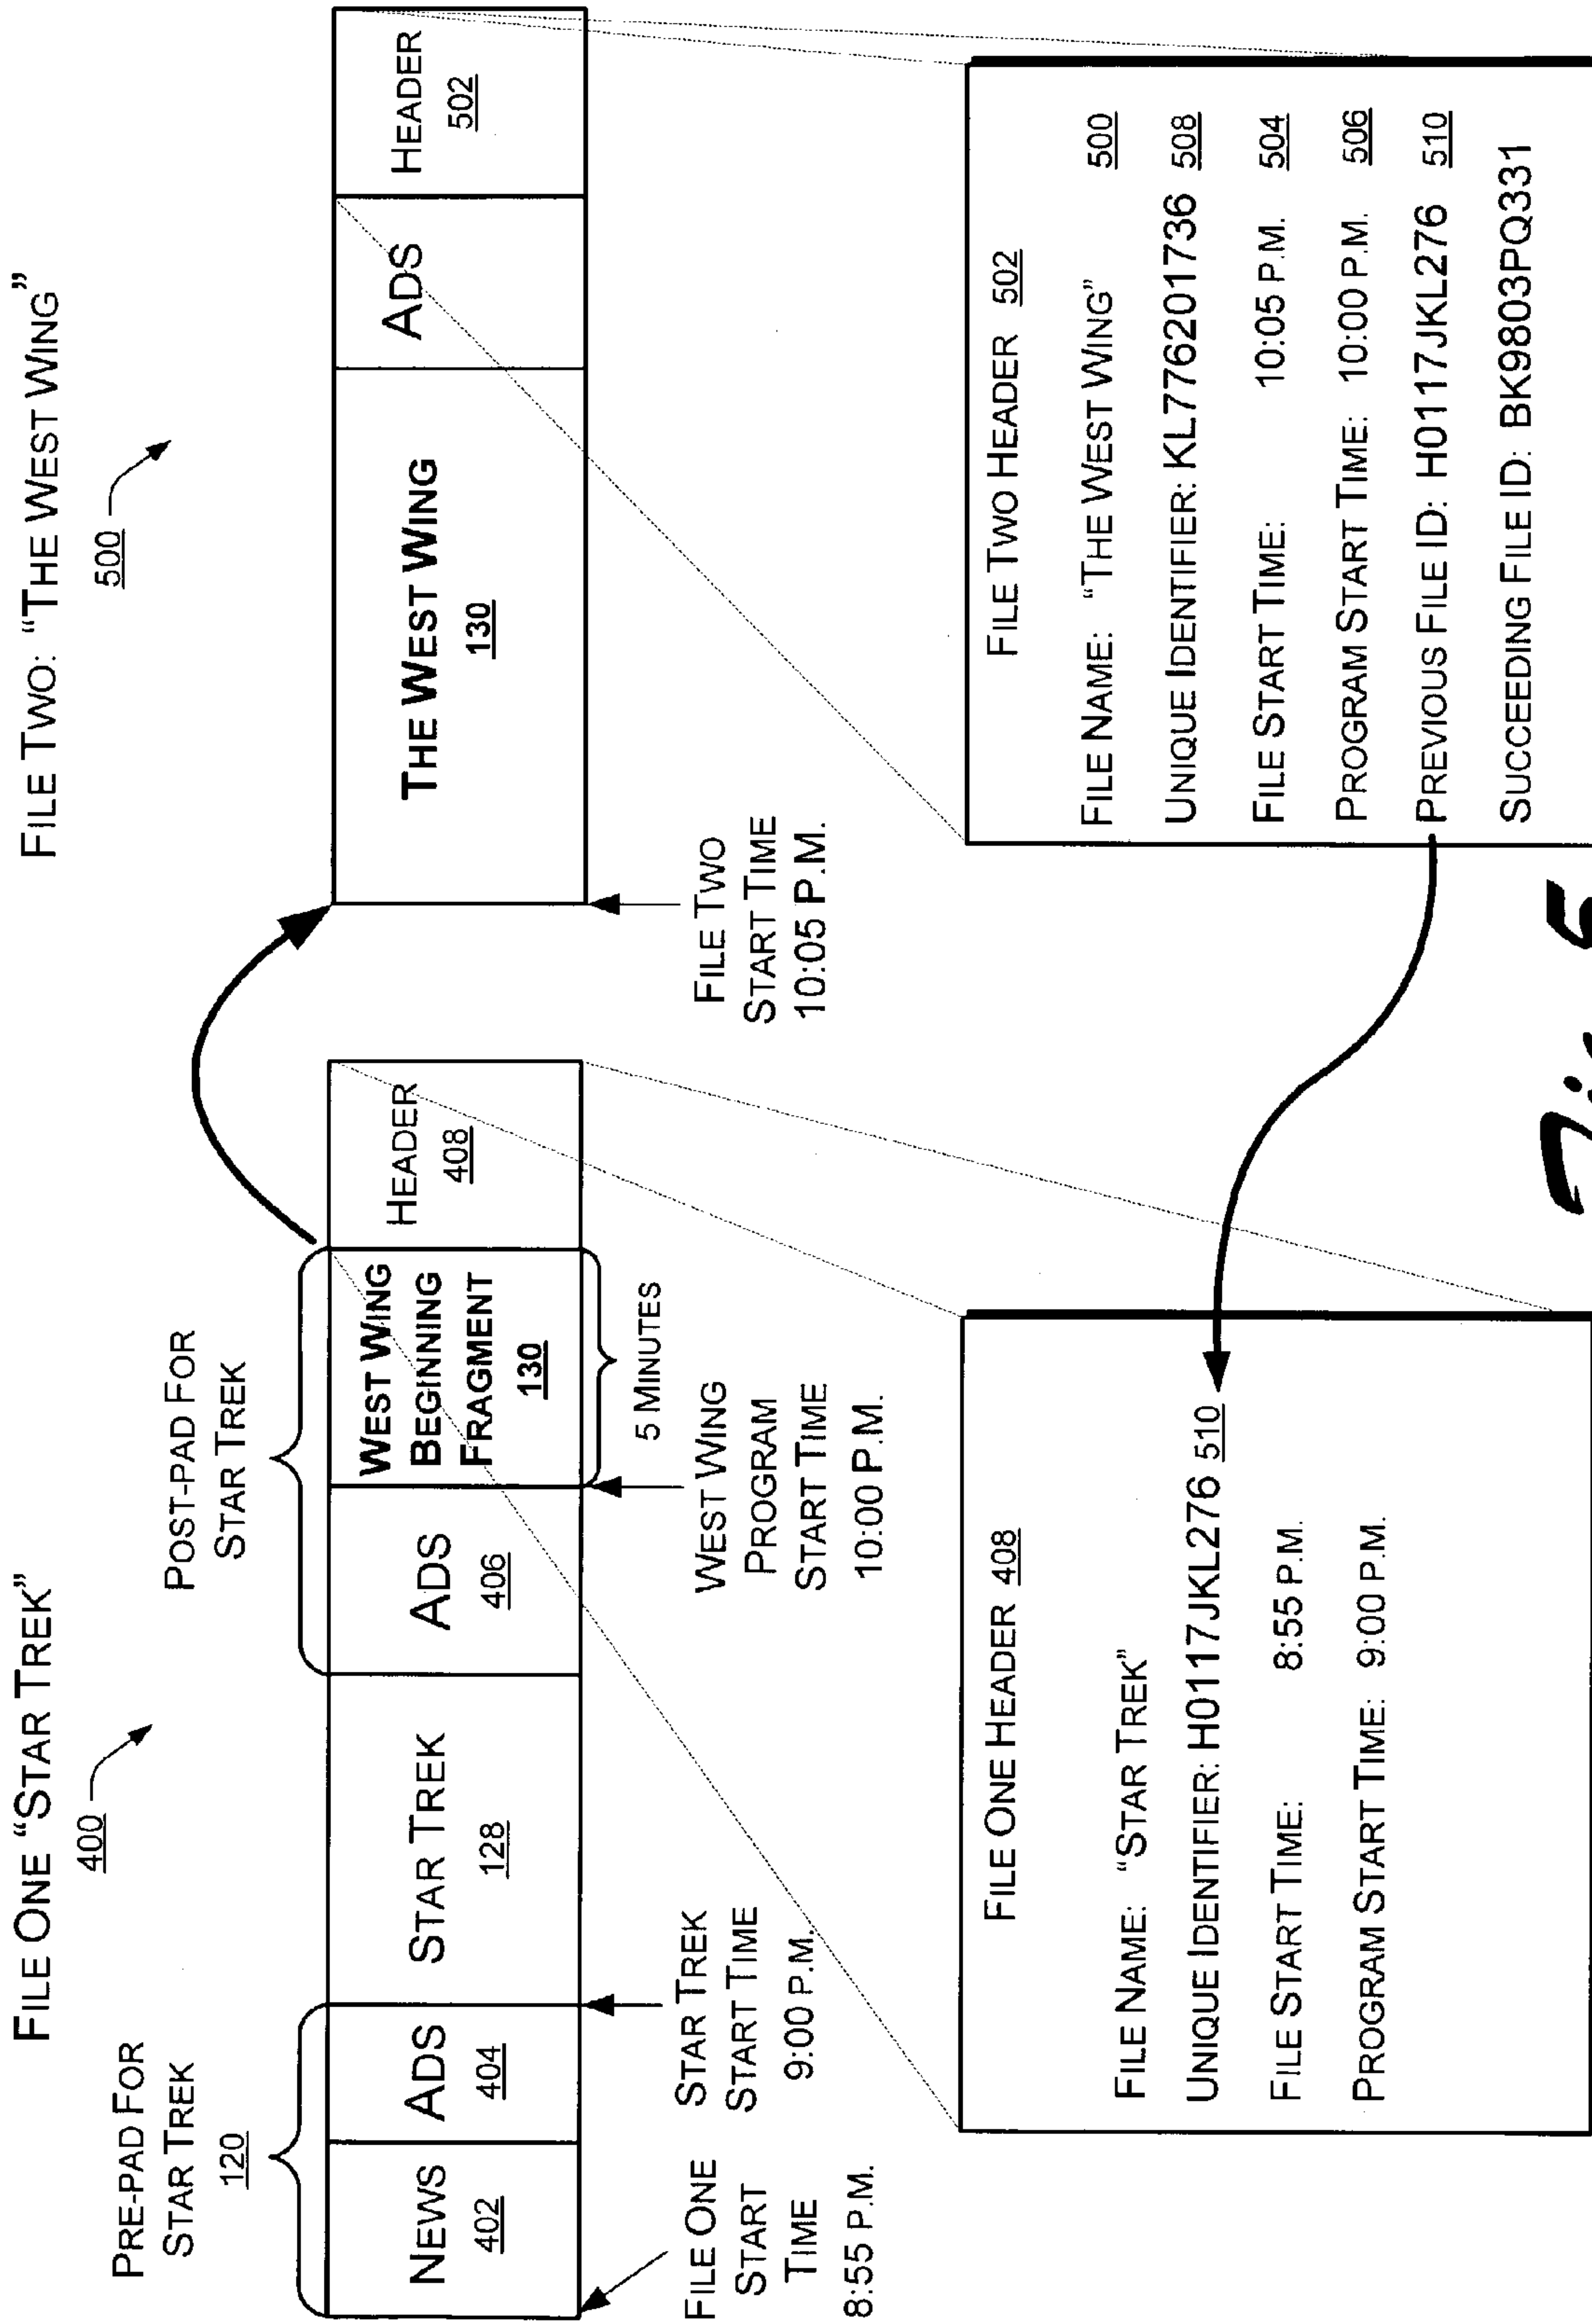 FILE ONE "STAR TREK"
400
PRE-PAD FOR
STAR TREK
120
POST-PAD FOR
STAR TREK
NEWS
402
ADS
404
STAR TREK
128
ADS
406
WEST WING
BEGINNING
FRAGMENT
130
HEADER
408
5 MINUTES
FILE ONE
START
TIME
8:55 P.M.
STAR TREK
START TIME
9:00 P.M.
WEST WING
PROGRAM
START TIME
10:00 P.M.
FILE TWO: "THE WEST WING"
500
THE WEST WING
130
ADS
HEADER
502
FILE TWO
START TIME
10:05 P.M.
FILE ONE HEADER 408
FILE NAME: "STAR TREK"
UNIQUE IDENTIFIER: H0117JKL276 510
FILE START TIME: 8:55 P.M.
PROGRAM START TIME: 9:00 P.M.
FILE TWO HEADER 502
FILE NAME: "THE WEST WING" 500
UNIQUE IDENTIFIER: KL776201736 508
FILE START TIME: 10:05 P.M. 504
PROGRAM START TIME: 10:00 P.M. 506
PREVIOUS FILE ID: H0117JKL276 510
SUCCEEDING FILE ID: BK9803PQ331